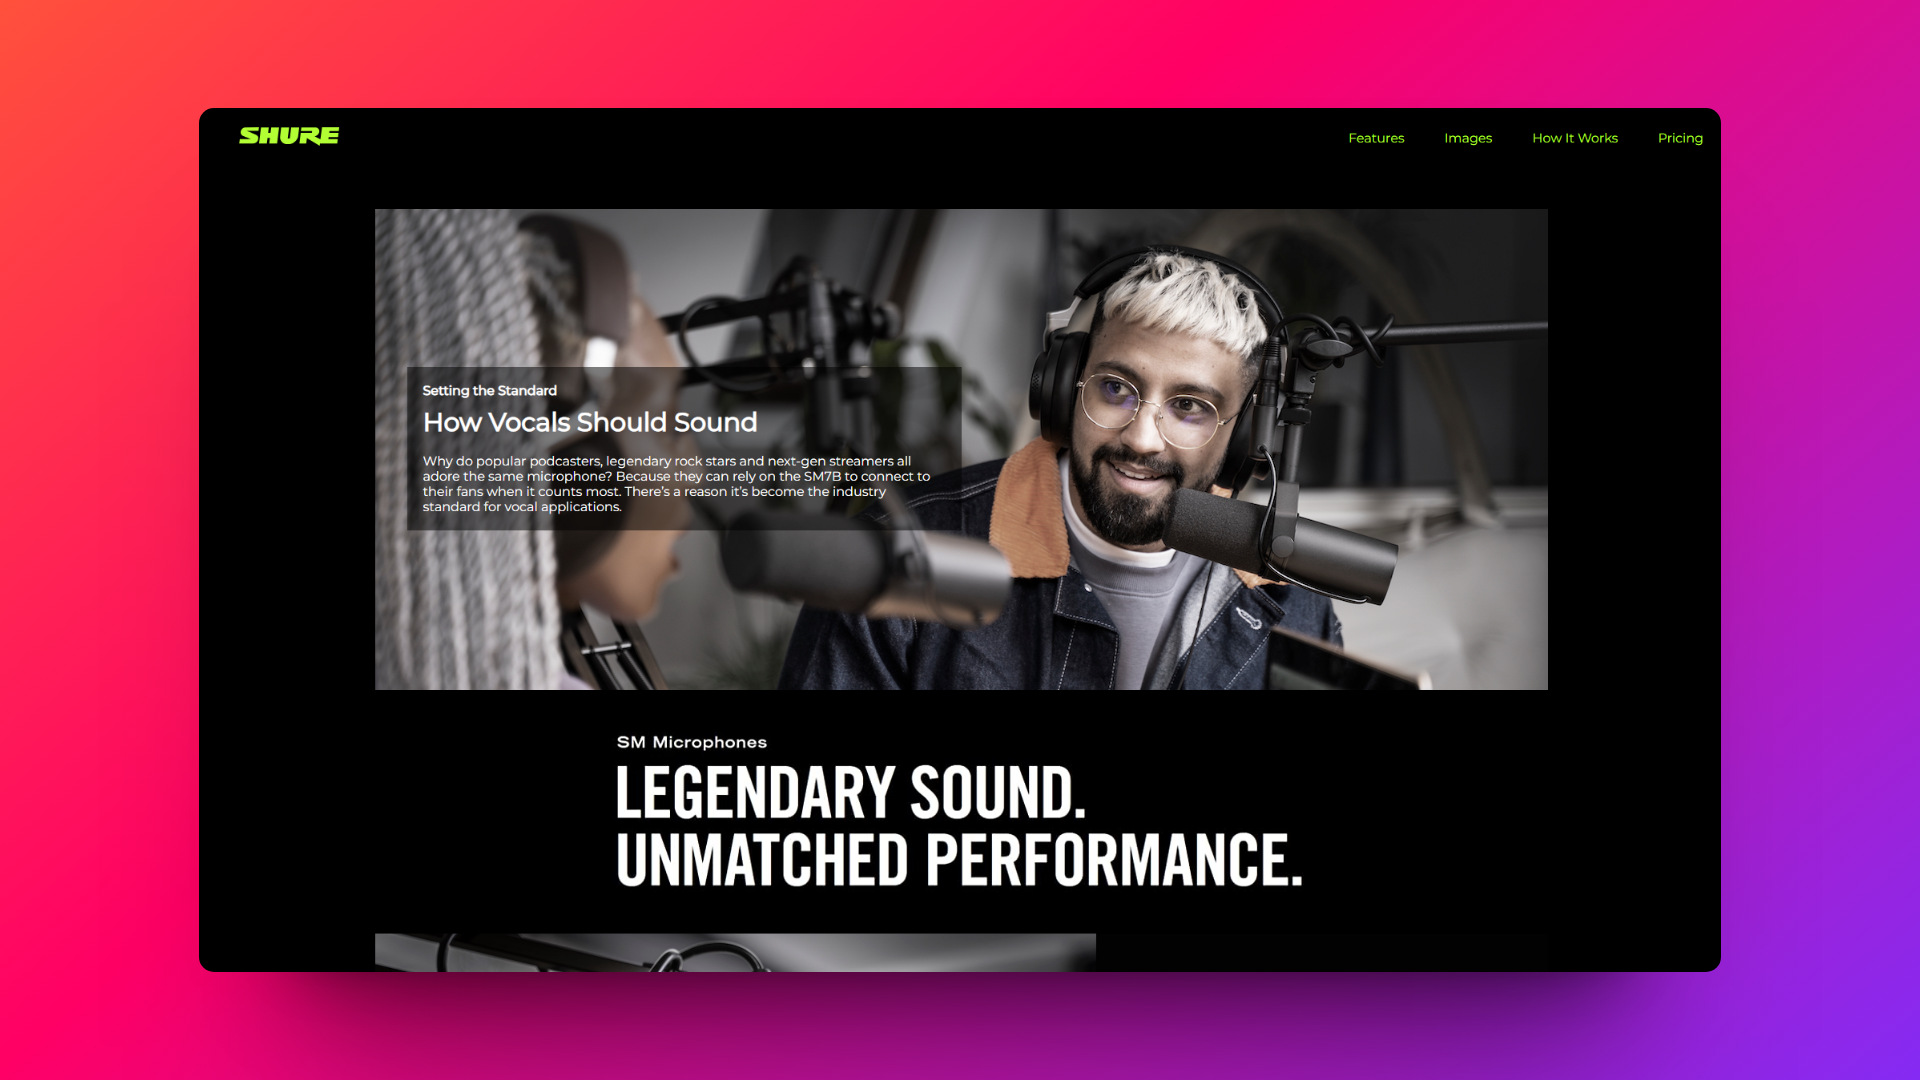 SHURE
Features
Images
How It Works
Pricing
Setting the Standard
How Vocals Should Sound
Why do popular podcasters, legendary rock stars and next-gen streamers all
adore the same microphone? Because they can rely on the SM7B to connect to
their fans when it counts most. There’s a reason it’s become the industry
standard for vocal applications.
SM Microphones
LEGENDARY SOUND.
UNMATCHED PERFORMANCE.